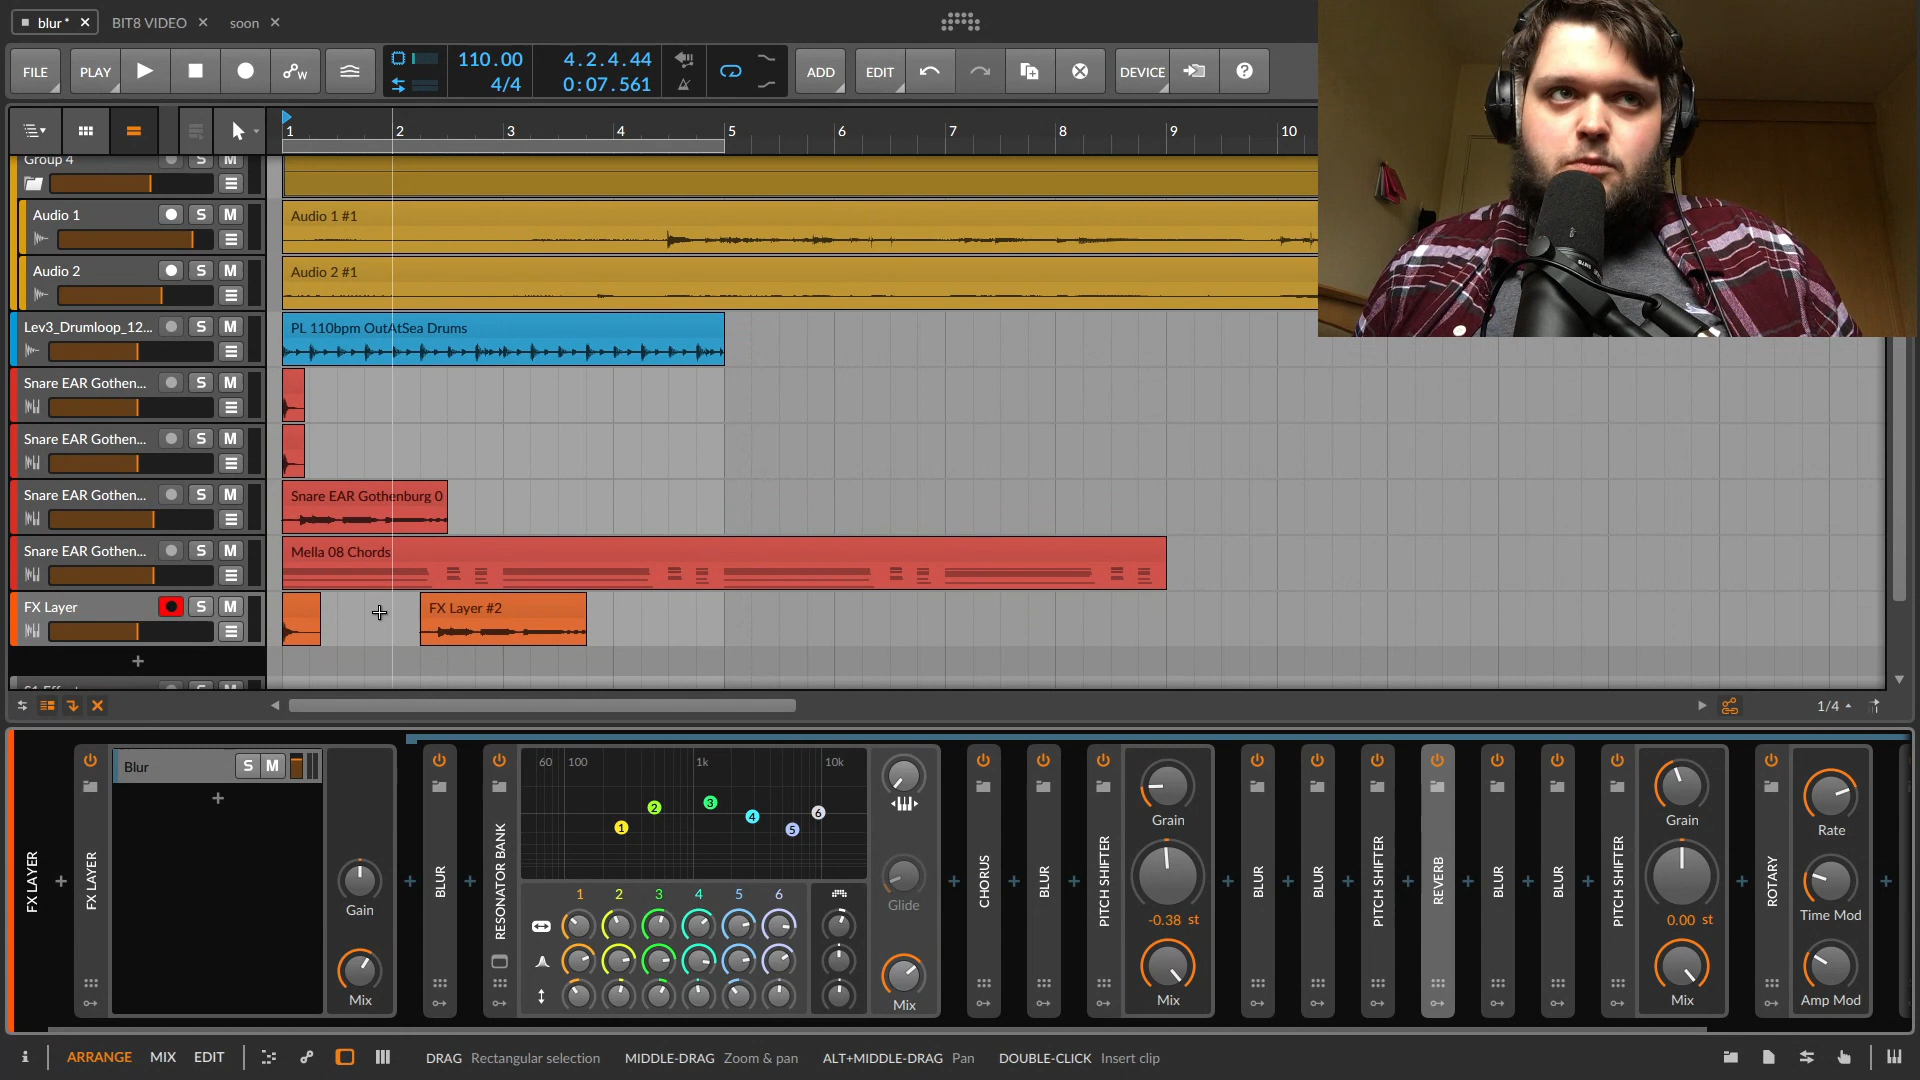 blur*
BIT8 VIDEO
soon
FILE
PLAY
110.00
4/4
4.2.4.44
0:07.561
ADD
EDIT
DEVICE
1 2 3 4 5 6 7 8 9 10
Group 4 S M
Audio 1 S M
Audio 1 #1
Audio 2 S M
Audio 2 #1
Lev3_Drumloop_12... S M
PL 110bpm OutAtSea Drums
Snare EAR Gothen... S M
Snare EAR Gothen... S M
Snare EAR Gothen... S M
Snare EAR Gothenburg 0
Snare EAR Gothen... S M
Mella 08 Chords
FX Layer S M
FX Layer #2
1/4
FX LAYER
FX LAYER
Blur S M
Gain
Mix
BLUR
RESONATOR BANK
60 100 1k 10k
1 2 3 4 5 6
1 2 3 4 5 6
Glide
Mix
CHORUS
BLUR
PITCH SHIFTER
Grain
-0.38 st
Mix
BLUR
BLUR
PITCH SHIFTER
REVERB
BLUR
BLUR
PITCH SHIFTER
Grain
0.00 st
Mix
ROTARY
Rate
Time Mod
Amp Mod
ARRANGE MIX EDIT
DRAG Rectangular selection
MIDDLE-DRAG Zoom & pan
ALT+MIDDLE-DRAG Pan
DOUBLE-CLICK Insert clip